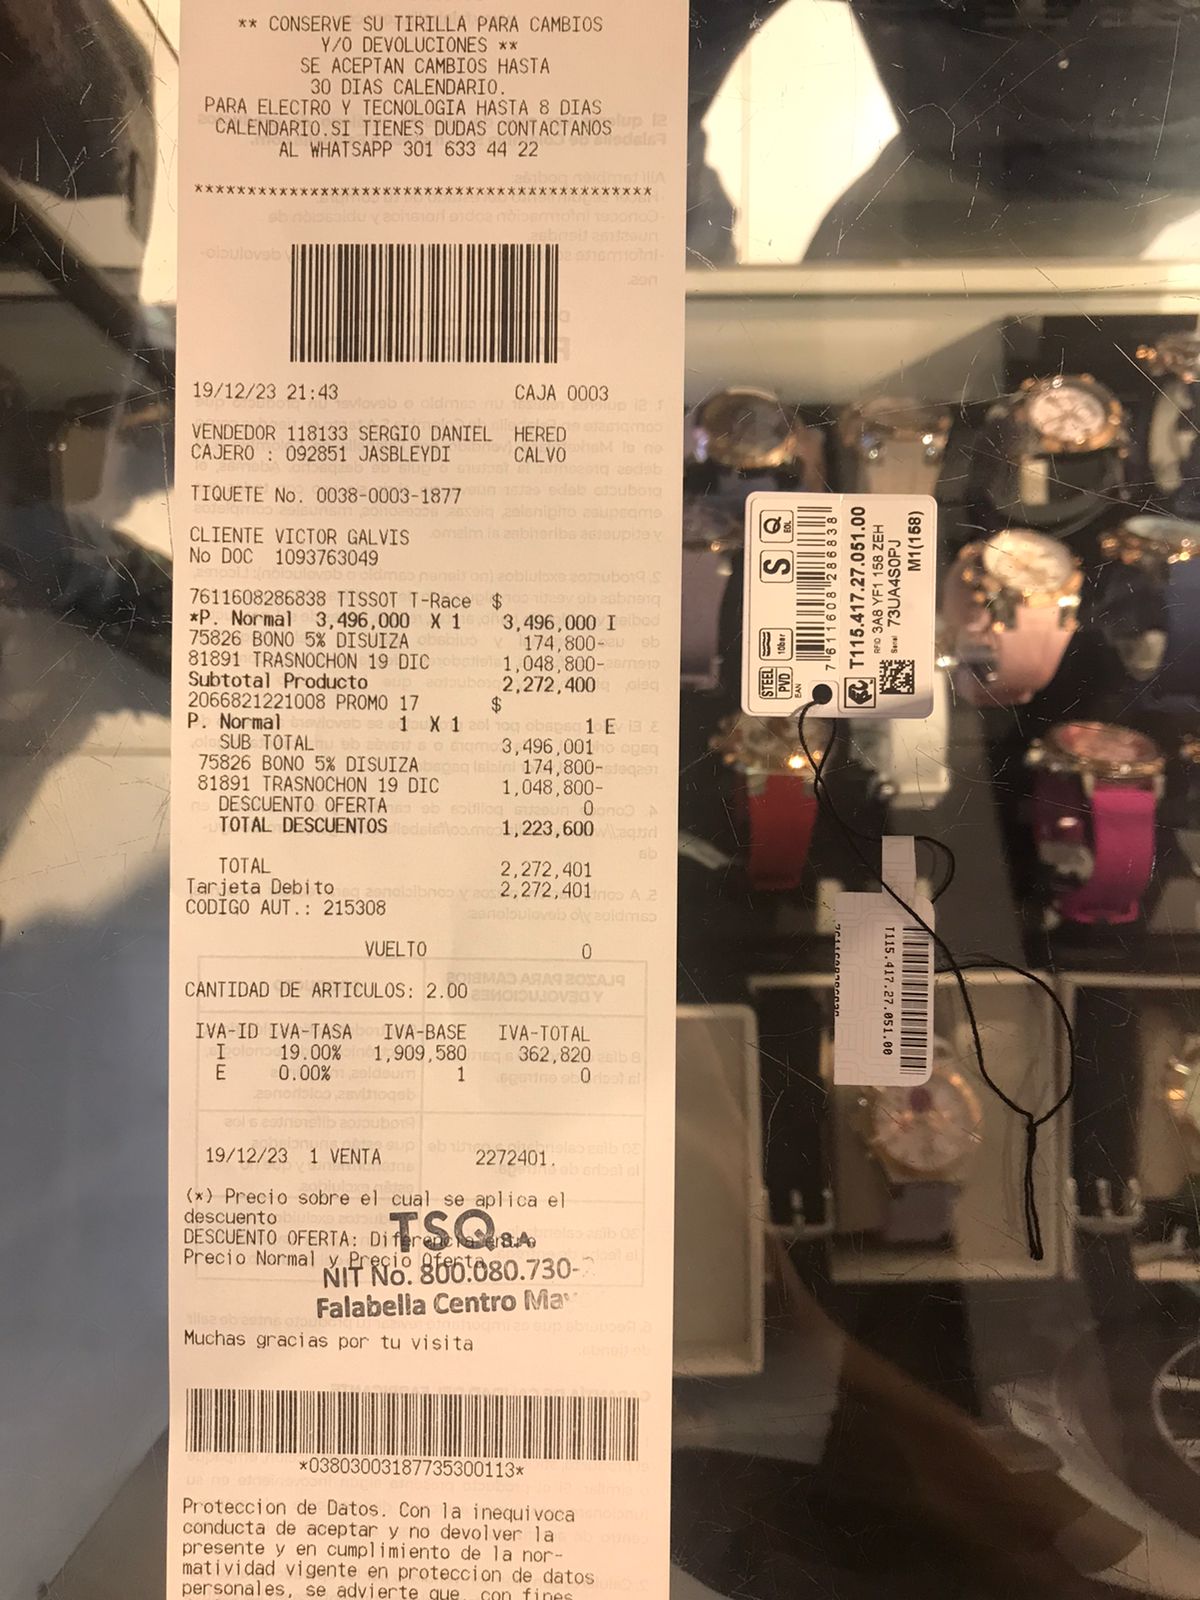 ** CONSERVE SU TIRILLA PARA CAMBIOS
Y/O DEVOLUCIONES **
SE ACEPTAN CAMBIOS HASTA
30 DIAS CALENDARIO.
PARA ELECTRO Y TECNOLOGIA HASTA 8 DIAS
CALENDARIO.SI TIENES DUDAS CONTACTANOS
AL WHATSAPP 301 633 44 22
********************************************
19/12/23 21:43 CAJA 0003
VENDEDOR 118133 SERGIO DANIEL HERED
CAJERO : 092851 JASBLEYDI CALVO
TIQUETE No. 0038-0003-1877
CLIENTE VICTOR GALVIS
No DOC 1093763049
7611608286838 TISSOT T-Race $
*P. Normal 3,496,000 X 1 3,496,000 I
75826 BONO 5% DISUIZA 174,800-
81891 TRASNOCHON 19 DIC 1,048,800-
Subtotal Producto 2,272,400
2066821221008 PROMO 17 $
P. Normal 1 X 1 1 E
SUB TOTAL 3,496,001
75826 BONO 5% DISUIZA 174,800-
81891 TRASNOCHON 19 DIC 1,048,800-
DESCUENTO OFERTA 0
TOTAL DESCUENTOS 1,223,600
TOTAL 2,272,401
Tarjeta Debito 2,272,401
CODIGO AUT.: 215308
VUELTO 0
CANTIDAD DE ARTICULOS: 2.00
IVA-ID IVA-TASA IVA-BASE IVA-TOTAL
I 19.00% 1,909,580 362,820
E 0.00% 1 0
19/12/23 1 VENTA 2272401.
(*) Precio sobre el cual se aplica el
descuento
DESCUENTO OFERTA: Diferencia entre
Precio Normal y Precio Oferta
TSQ S.A
NIT No. 800.080.730-
Falabella Centro May
Muchas gracias por tu visita
*03803003187735300113*
Proteccion de Datos. Con la inequivoca
conducta de aceptar y no devolver la
presente y en cumplimiento de la nor-
matividad vigente en proteccion de datos
personales, se advierte que, con fines
S
Q
EOL
STEEL
PVD
10bar
EAN
7 611608 286838
T115.417.27.051.00
RFID 3A8 YF1 158 ZEH
Serial 73UA4S0PJ
M1(158)
T115.417.27.051.00